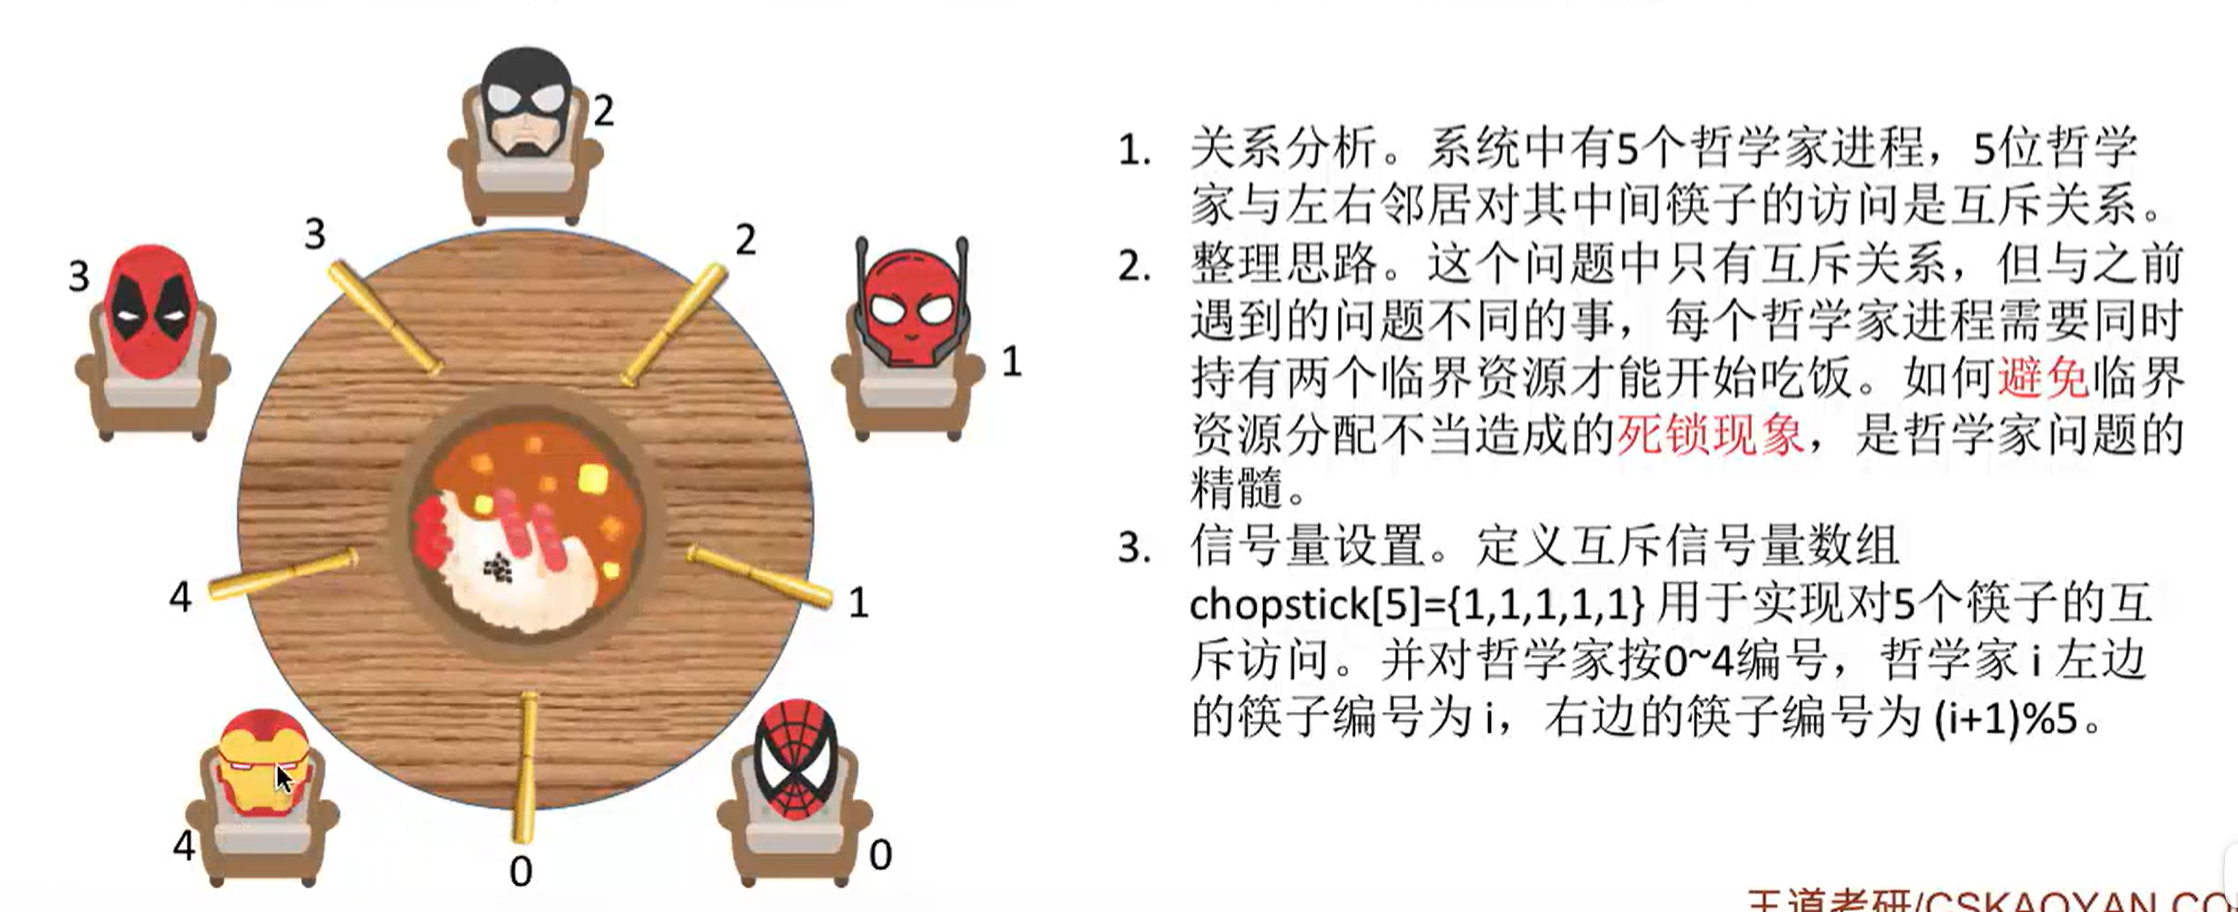 2
3
2
3
1
4
1
4
0
0
1. 关系分析。系统中有5个哲学家进程，5位哲学
家与左右邻居对其中间筷子的访问是互斥关系。
2. 整理思路。这个问题中只有互斥关系，但与之前
遇到的问题不同的事，每个哲学家进程需要同时
持有两个临界资源才能开始吃饭。如何避免临界
资源分配不当造成的死锁现象，是哲学家问题的
精髓。
3. 信号量设置。定义互斥信号量数组
chopstick[5]={1,1,1,1,1} 用于实现对5个筷子的互
斥访问。并对哲学家按0~4编号，哲学家 i 左边
的筷子编号为 i，右边的筷子编号为 (i+1)%5。
王道考研/CSKAOYAN.CO